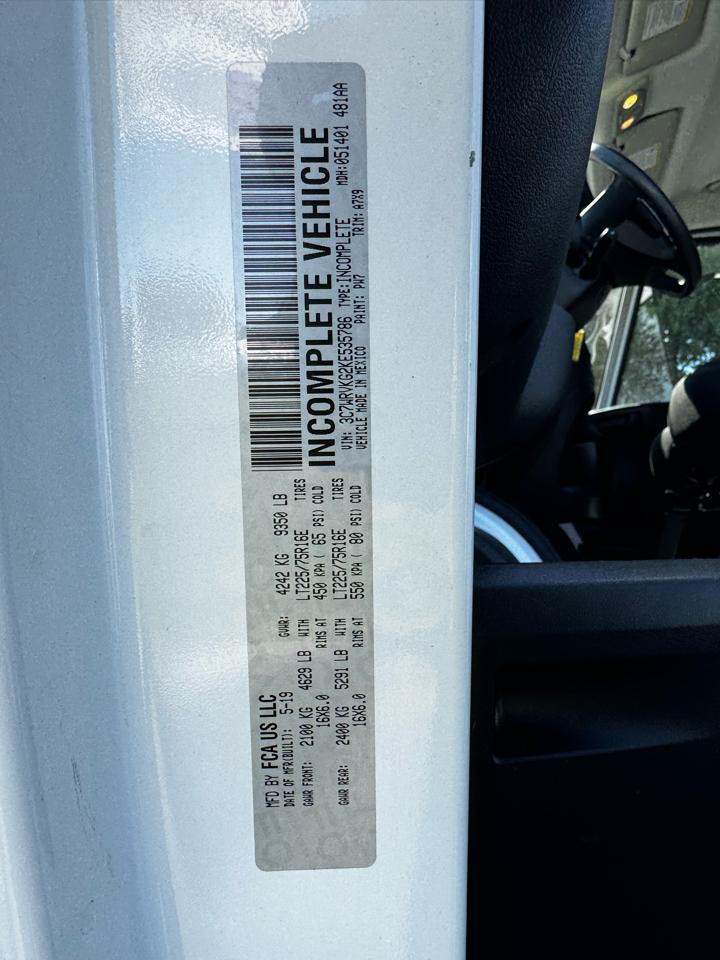 MFD BY FCA US LLC
DATE OF MFR(BUILT): 5-19 GVWR: 4242 KG 9350 LB
GAWR FRONT: 2100 KG 4629 LB WITH LT225/75R16E TIRES
16X6.0 RIMS AT 450 KPA ( 65 PSI) COLD
GAWR REAR: 2400 KG 5291 LB WITH LT225/75R16E TIRES
16X6.0 RIMS AT 550 KPA ( 80 PSI) COLD
INCOMPLETE VEHICLE
VIN: 3C7WRVKG2KE535786 TYPE: INCOMPLETE MDH: 051401 481AA
VEHICLE MADE IN MEXICO PAINT: PW7 TRIM: A7X9